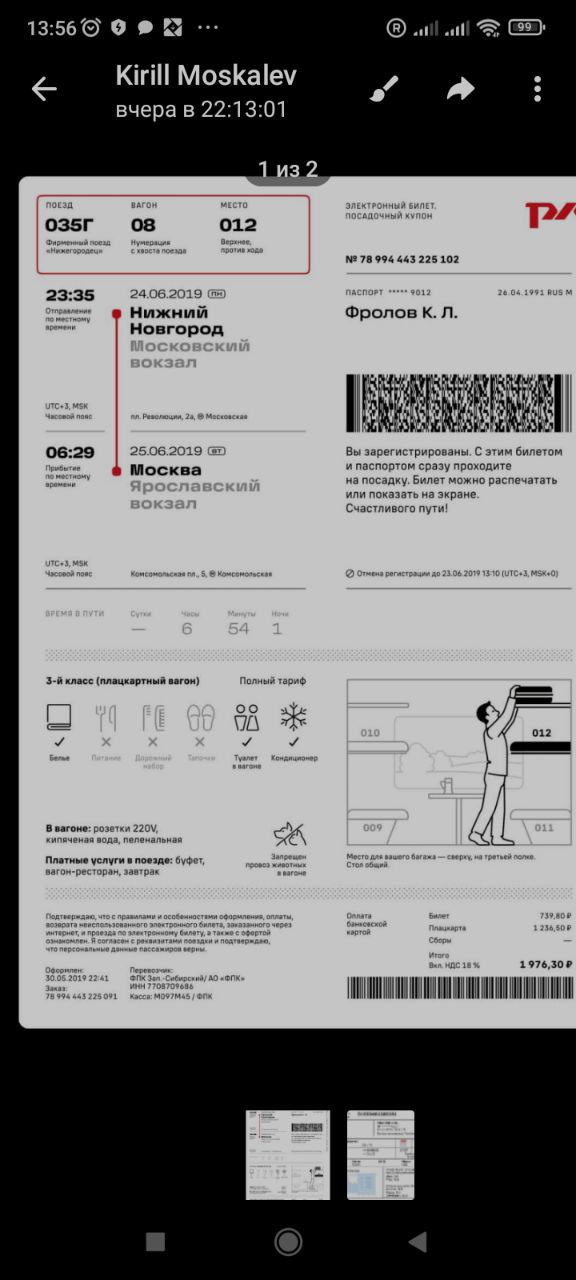 13:56
99
Kirill Moskalev
вчера в 22:13:01
1 из 2
ПОЕЗД
ВАГОН
МЕСТО
035Г
08
012
Фирменный поезд
«Нижегородец»
Нумерация
с хвоста поезда
Верхнее,
против хода
ЭЛЕКТРОННЫЙ БИЛЕТ.
ПОСАДОЧНЫЙ КУПОН
№ 78 994 443 225 102
23:35
Отправление
по местному
времени
24.06.2019 ПН
Нижний
Новгород
Московский
вокзал
ПАСПОРТ ***** 9012
26.04.1991 RUS М
Фролов К. Л.
UTC+3, MSK
Часовой пояс
пл. Революции, 2а, М Московская
06:29
Прибытие
по местному
времени
25.06.2019 ВТ
Москва
Ярославский
вокзал
Вы зарегистрированы. С этим билетом
и паспортом сразу проходите
на посадку. Билет можно распечатать
или показать на экране.
Счастливого пути!
UTC+3, MSK
Часовой пояс
Комсомольская пл., 5, М Комсомольская
Отмена регистрации до 23.06.2019 13:10 (UTC+3, MSK+0)
ВРЕМЯ В ПУТИ
Сутки
Часы
Минуты
Ночи
—
6
54
1
3-й класс (плацкартный вагон)
Полный тариф
Белье
Питание
Дорожный
набор
Тапочки
Туалет
в вагоне
Кондиционер
010
012
009
011
В вагоне: розетки 220V,
кипяченая вода, пеленальная
Платные услуги в поезде: буфет,
вагон-ресторан, завтрак
Запрещен
провоз животных
в вагоне
Место для вашего багажа — сверху, на третьей полке.
Стол общий.
Подтверждаю, что с правилами и особенностями оформления, оплаты,
возврата неиспользованного электронного билета, заказанного через
интернет, и проезда по электронному билету, а также с офертой
ознакомлен. Я согласен с реквизитами поездки и подтверждаю,
что персональные данные пассажиров верны.
Оформлен:
30.05.2019 22:41
Заказ:
78 994 443 225 091
Перевозчик:
ФПК Зап.-Сибирский/ АО «ФПК»
ИНН 7708709686
Касса: М097М45 / ФПК
Оплата
банковской
картой
Билет 739,80 ₽
Плацкарта 1 236,50 ₽
Сборы —
Итого
Вкл. НДС 18 % 1 976,30 ₽